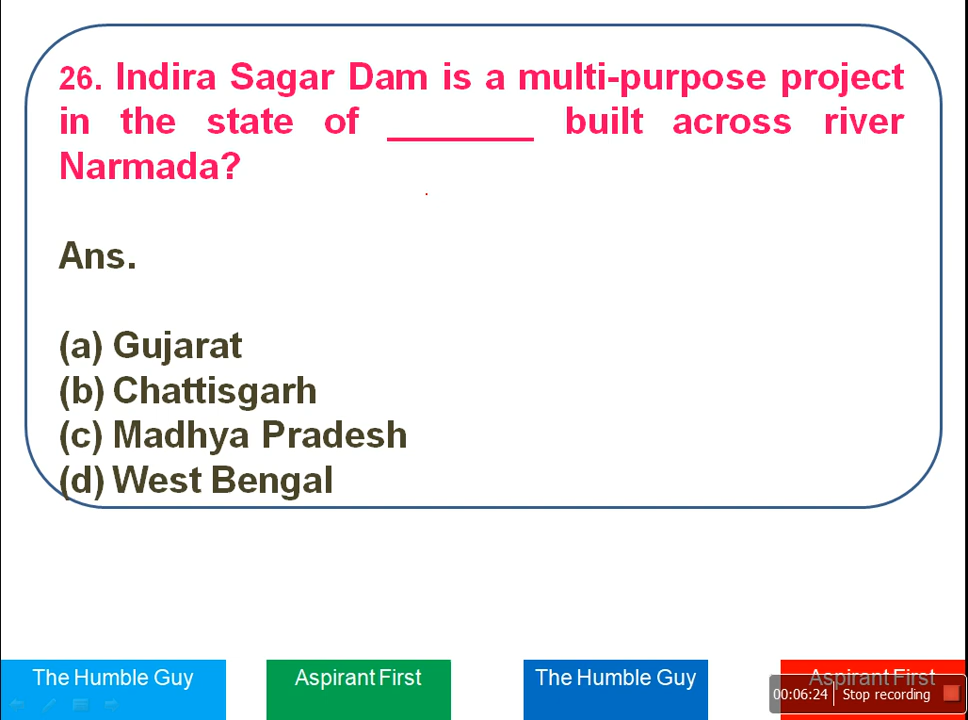 26. Indira Sagar Dam is a multi-purpose project
in the state of _______ built across river
Narmada?
Ans.
(a) Gujarat
(b) Chattisgarh
(c) Madhya Pradesh
(d) West Bengal
The Humble Guy
Aspirant First
The Humble Guy
Aspirant First
00:06:24 Stop recording